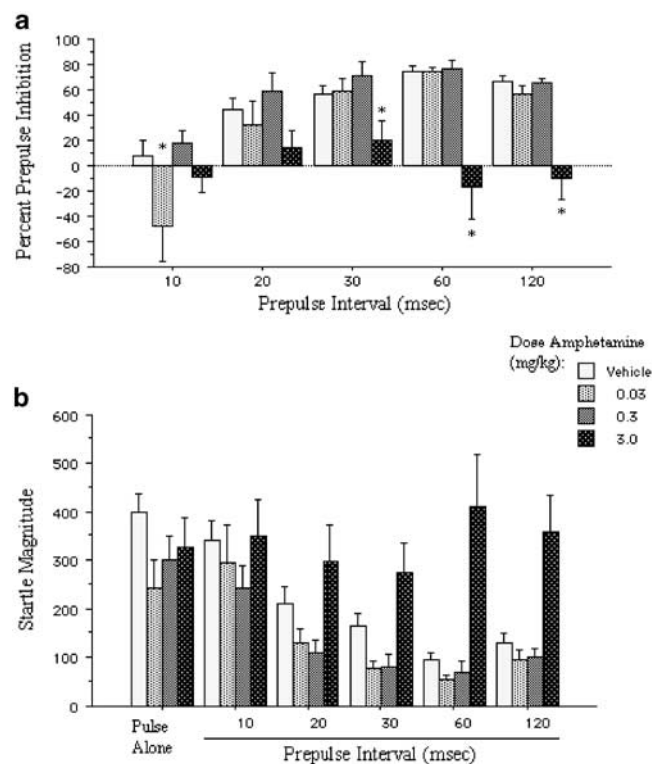 a
100
80
60
40
20
0
-20
-40
-60
-80
Percent Prepulse Inhibition
*
*
*
*
10 20 30 60 120
Prepulse Interval (msec)
Dose Amphetamine
(mg/kg):
Vehicle
0.03
0.3
3.0
b
600
500
400
300
200
100
0
Startle Magnitude
Pulse
Alone
10 20 30 60 120
Prepulse Interval (msec)